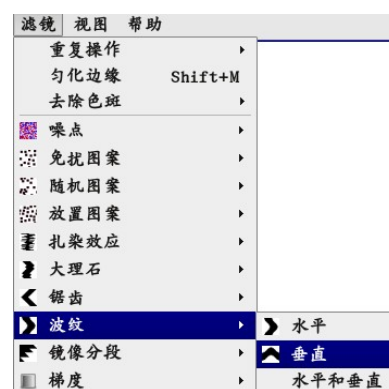 滤镜 视图 帮助
重复操作
匀化边缘 Shift+M
去除色斑
噪点
免扰图案
随机图案
放置图案
扎染效应
大理石
锯齿
波纹 水平
镜像分段 垂直
梯度 水平和垂直